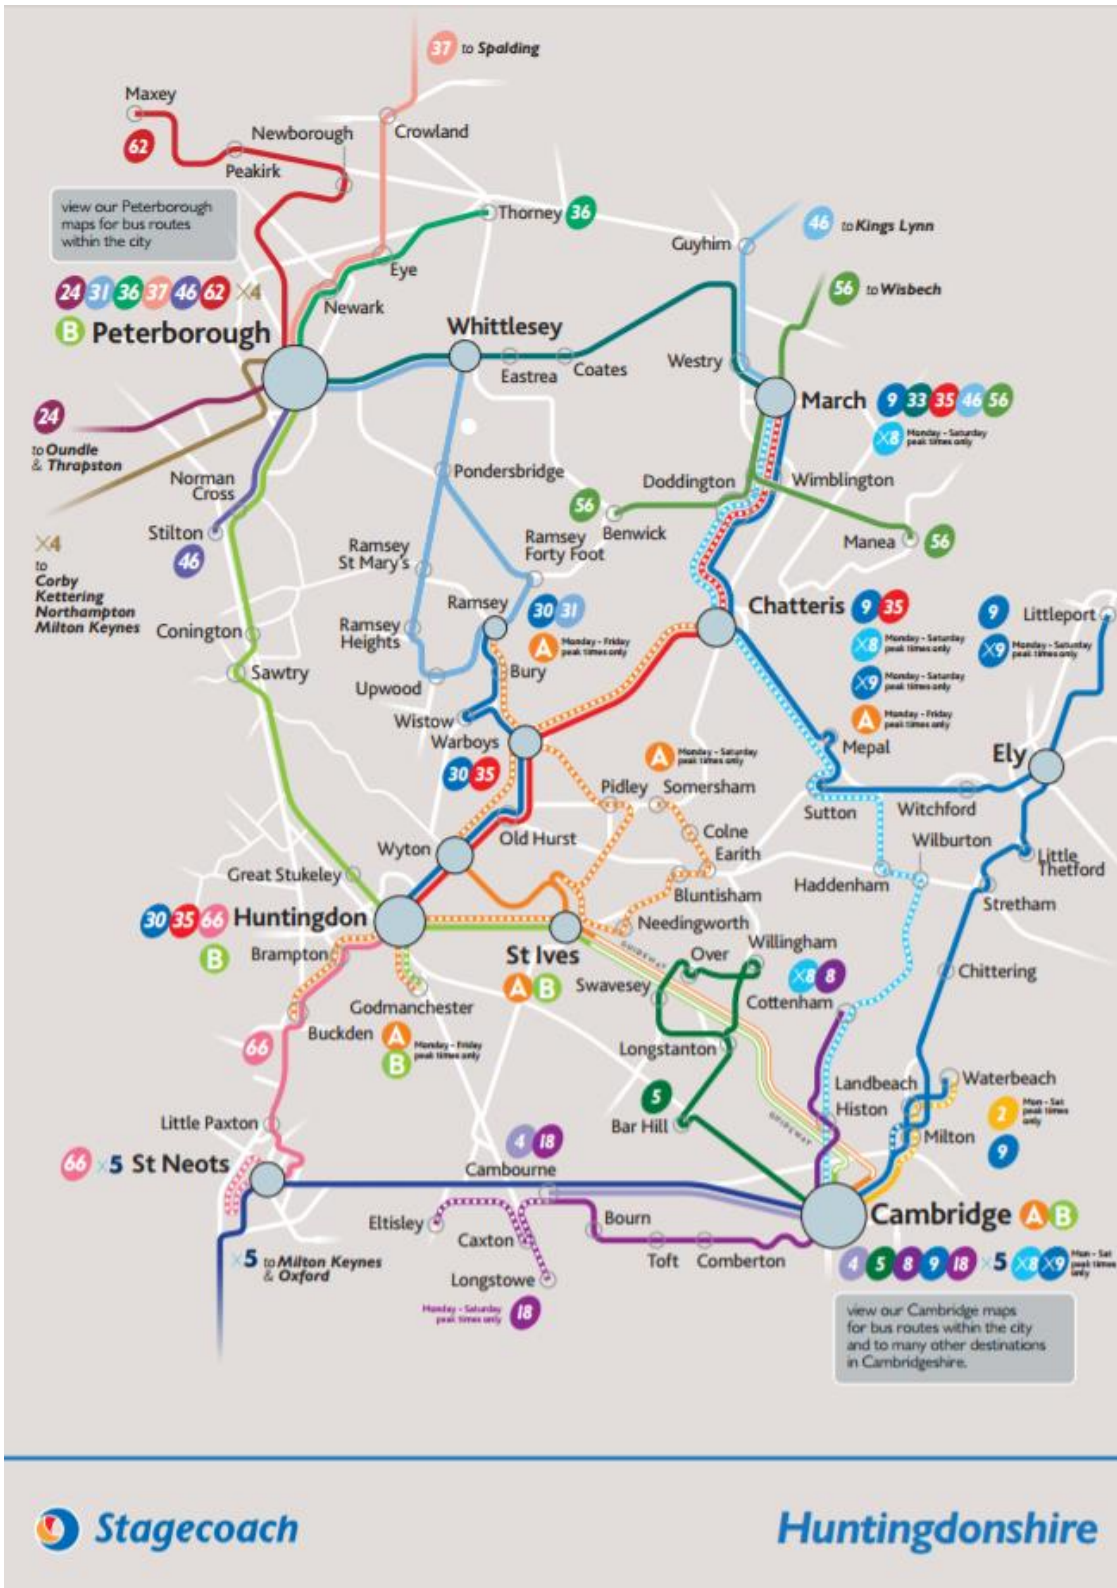 37 to Spalding
Maxey
62
Newborough
Crowland
Peakirk
view our Peterborough
maps for bus routes
within the city
Thorney 36
46 to Kings Lynn
Guyhirn
Eye
24 31 36 37 46 62 X4
Newark
56 to Wisbech
B Peterborough
Whittlesey
Eastrea
Coates
Westry
March 9 33 35 46 56
X8 Monday - Saturday
peak times only
24
to Oundle
& Thrapston
Norman
Cross
Pondersbridge
Doddington
Wimblington
Stilton
46
56
Benwick
Manea 56
X4
to
Corby
Kettering
Northampton
Milton Keynes
Ramsey
St Mary's
Ramsey
Forty Foot
Ramsey
30 31
A Monday - Friday
peak times only
Chatteris 9 35
X8 Monday - Saturday
peak times only
X9 Monday - Saturday
peak times only
A Monday - Friday
peak times only
9
X9 Monday - Saturday
peak times only
Littleport
Conington
Ramsey
Heights
Sawtry
Bury
Upwood
Wistow
Warboys
30 35
A Monday - Saturday
peak times only
Mepal
Ely
Pidley
Somersham
Sutton
Witchford
Colne
Wyton
Old Hurst
Earith
Wilburton
Little
Thetford
Great Stukeley
Bluntisham
Haddenham
Stretham
30 35 66 Huntingdon
B
Needingworth
Brampton
GUIDEWAY
St Ives
A B
Over
Willingham
X8 8
Chittering
Swavesey
Cottenham
Godmanchester
Buckden
A
B
Monday - Friday
peak times only
66
Longstanton
5
Landbeach
Waterbeach
Histon
2 Mon - Sat
peak times
only
Bar Hill
GUIDEWAY
Milton
9
Little Paxton
4 18
Cambourne
66 X5 St Neots
Eltisley
Bourn
Cambridge A B
Caxton
Toft
Comberton
X5 to Milton Keynes
& Oxford
Longstowe
Monday - Saturday
peak times only
18
4 5 8 9 18 X5 X8 X9 Mon - Sat
peak times
only
view our Cambridge maps
for bus routes within the city
and to many other destinations
in Cambridgeshire.
Stagecoach
Huntingdonshire